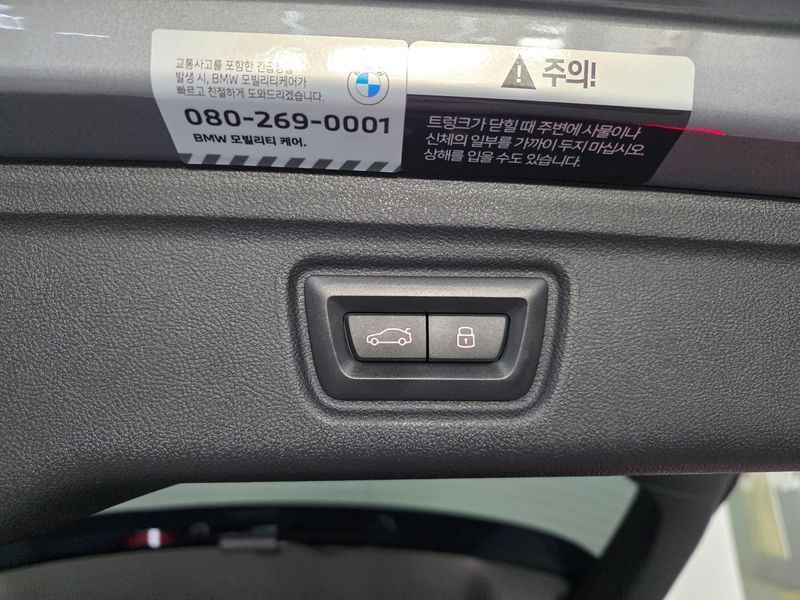 교통사고를 포함한 긴급상황
발생 시, BMW 모빌리티케어가
빠르고 친절하게 도와드리겠습니다.
080-269-0001
BMW 모빌리티 케어.
주의!
트렁크가 닫힐 때 주변에 사물이나
신체의 일부를 가까이 두지 마십시오.
상해를 입을 수도 있습니다.